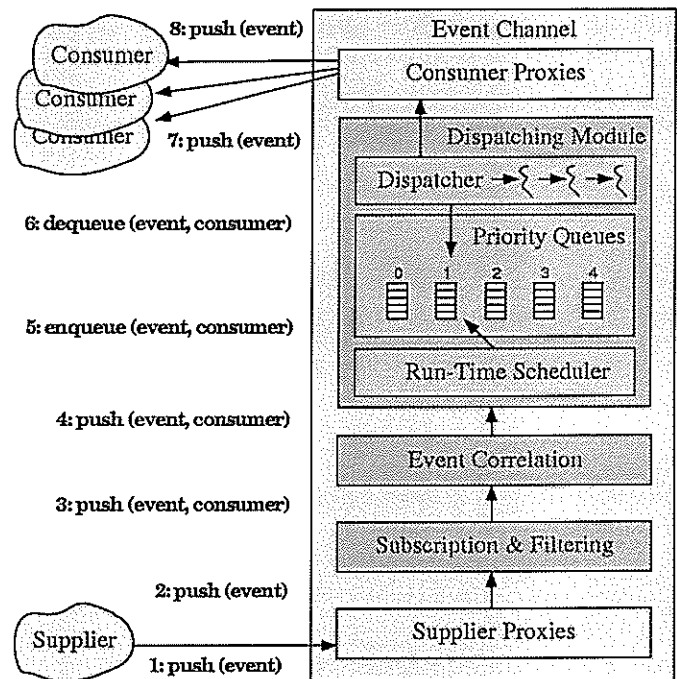 8: push (event)
Event Channel
Consumer
Consumer Proxies
Consumer
Consumer
7: push (event)
Dispatching Module
Dispatcher
6: dequeue (event, consumer)
Priority Queues
0 1 2 3 4
5: enqueue (event, consumer)
Run-Time Scheduler
4: push (event, consumer)
Event Correlation
3: push (event, consumer)
Subscription & Filtering
2: push (event)
Supplier
Supplier Proxies
1: push (event)